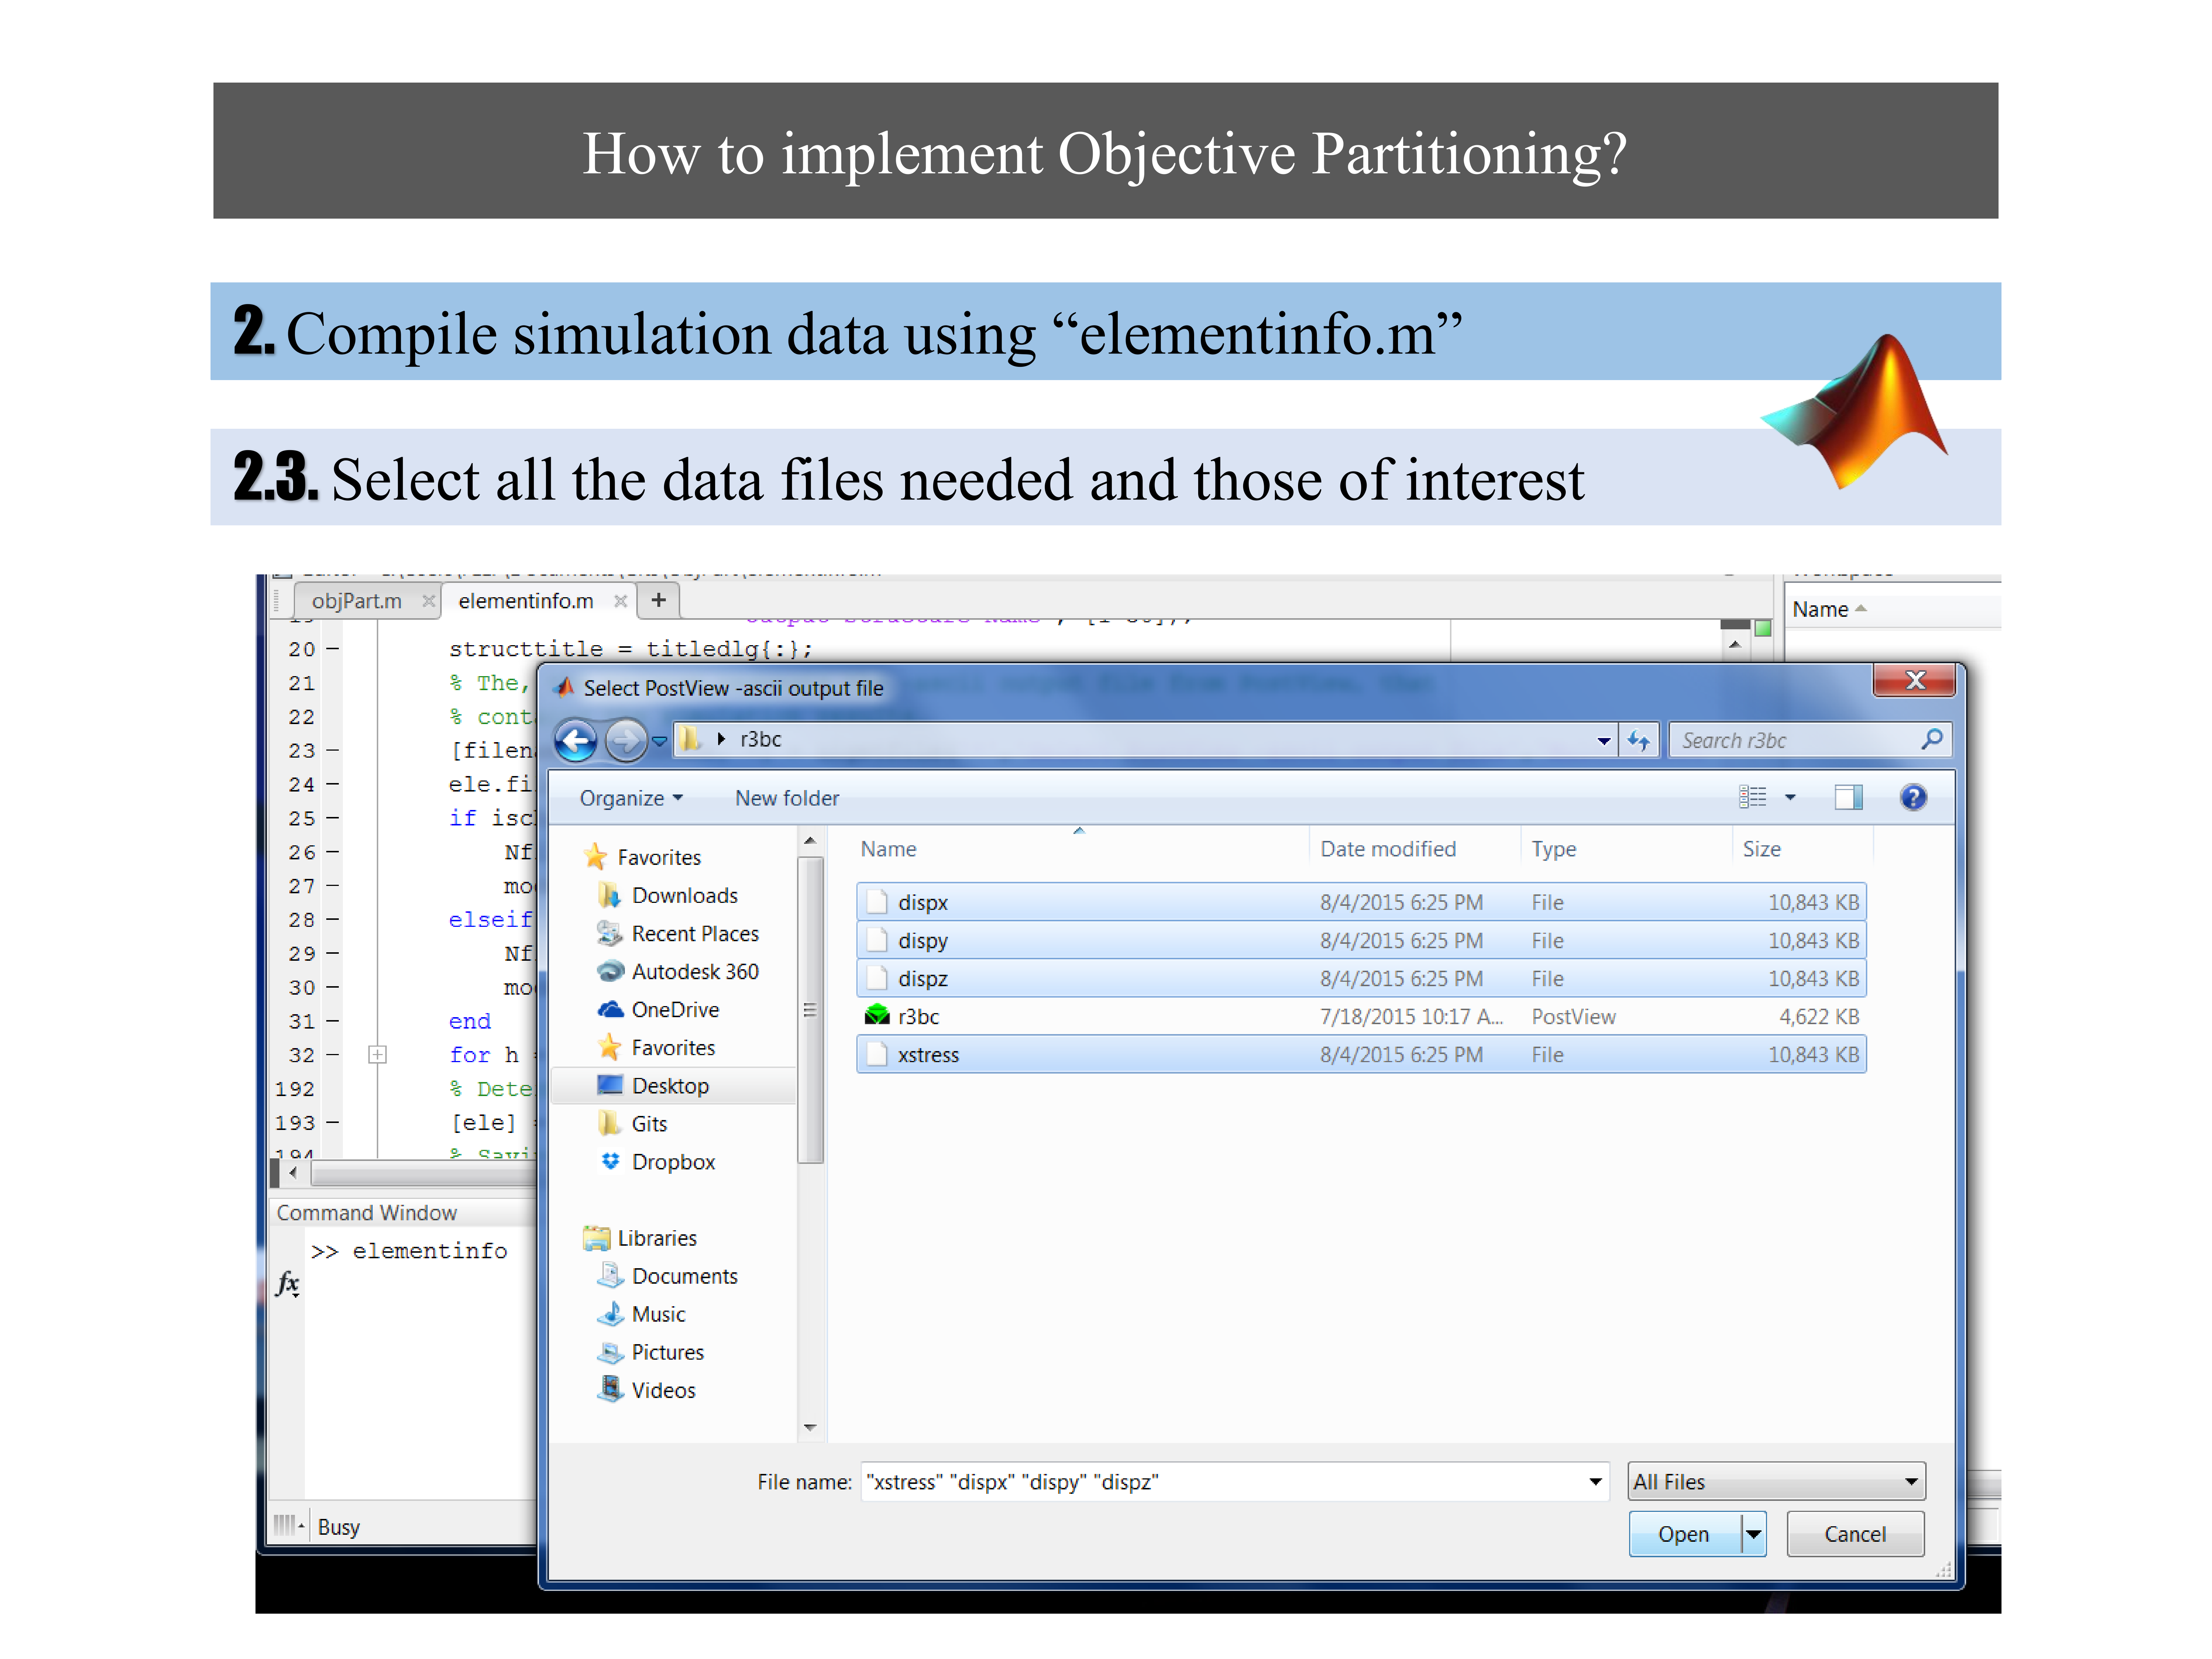 How to implement Objective Partitioning?
2. Compile simulation data using “elementinfo.m”
2.3. Select all the data files needed and those of interest
objPart.m
elementinfo.m
Name
20
structtitle = titledlg{:};
21
% The,
22
% cont
23
[filen
24
ele.fi
25
if isc
26
Nf
27
mo
28
elseif
29
Nf
30
mo
31
end
32
for h
192
% Dete
193
[ele]
194
% Savi
Command Window
>> elementinfo
fx
Busy
Select PostView -ascii output file
r3bc
Search r3bc
Organize
New folder
Favorites
Downloads
Recent Places
Autodesk 360
OneDrive
Favorites
Desktop
Gits
Dropbox
Libraries
Documents
Music
Pictures
Videos
Name Date modified Type Size
dispx 8/4/2015 6:25 PM File 10,843 KB
dispy 8/4/2015 6:25 PM File 10,843 KB
dispz 8/4/2015 6:25 PM File 10,843 KB
r3bc 7/18/2015 10:17 A... PostView 4,622 KB
xstress 8/4/2015 6:25 PM File 10,843 KB
File name: "xstress" "dispx" "dispy" "dispz"
All Files
Open
Cancel